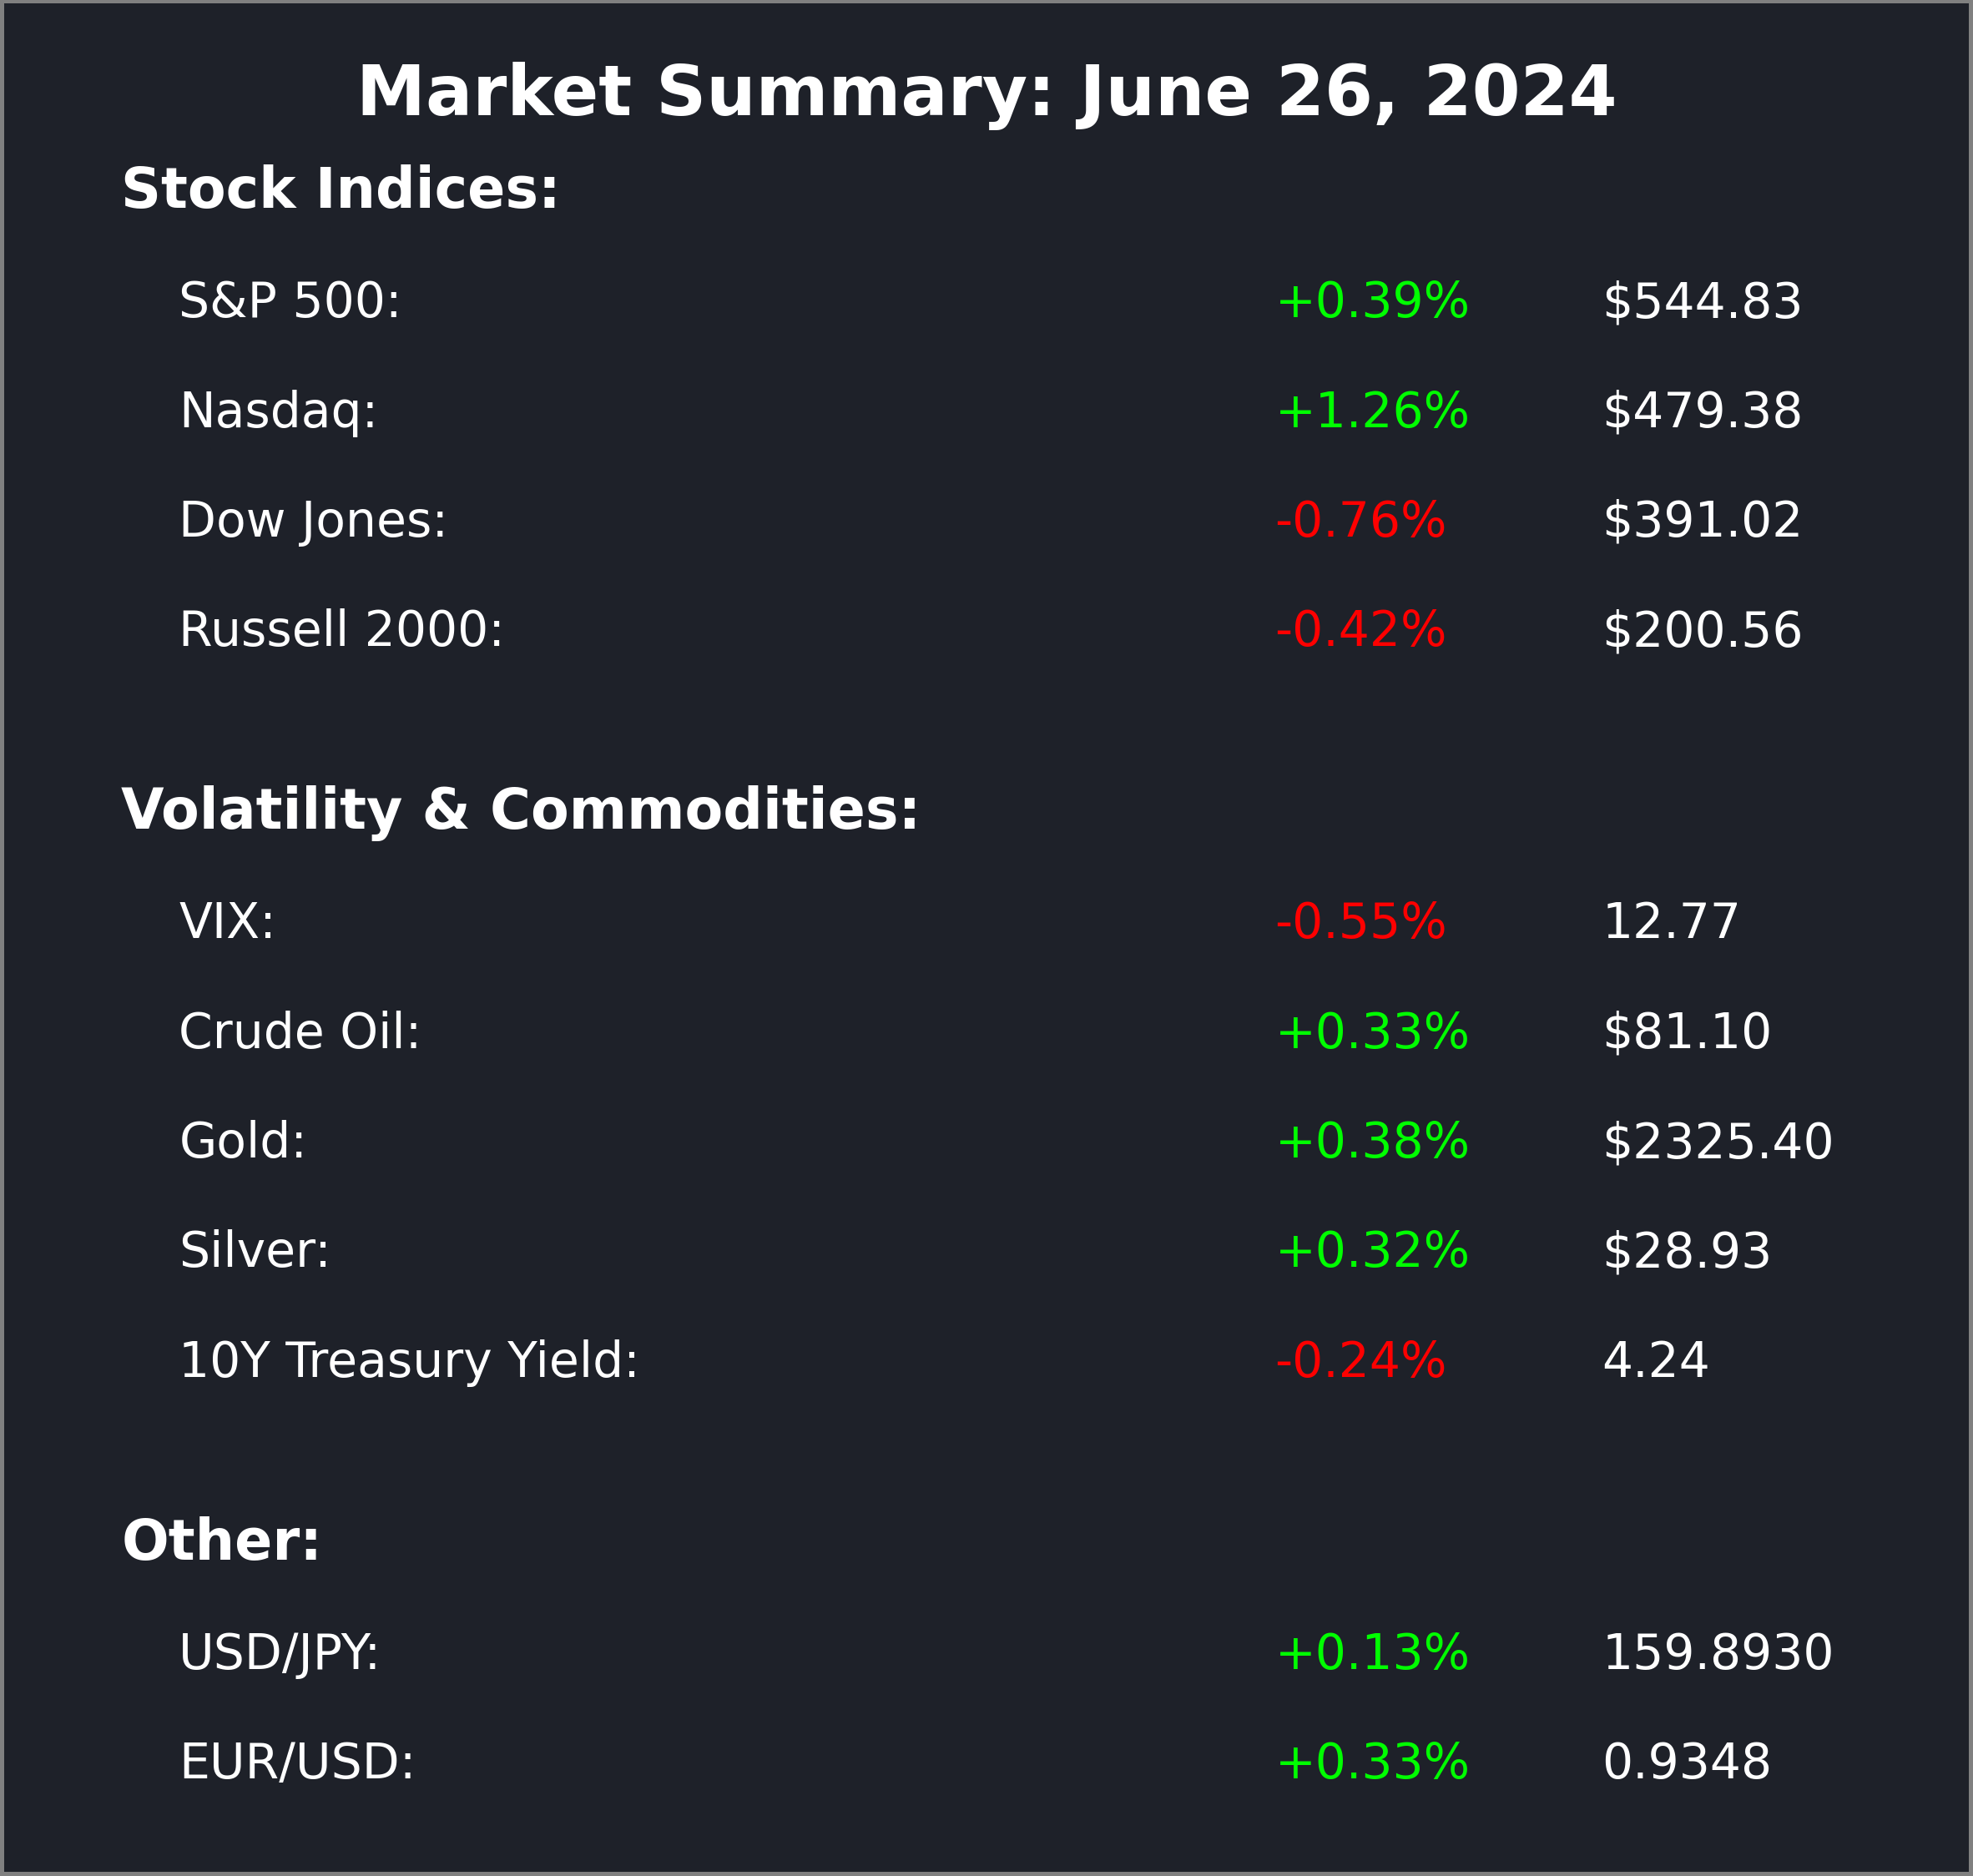 Market Summary: June 26, 2024
Stock Indices:
S&P 500: +0.39% $544.83
Nasdaq: +1.26% $479.38
Dow Jones: -0.76% $391.02
Russell 2000: -0.42% $200.56
Volatility & Commodities:
VIX: -0.55% 12.77
Crude Oil: +0.33% $81.10
Gold: +0.38% $2325.40
Silver: +0.32% $28.93
10Y Treasury Yield: -0.24% 4.24
Other:
USD/JPY: +0.13% 159.8930
EUR/USD: +0.33% 0.9348